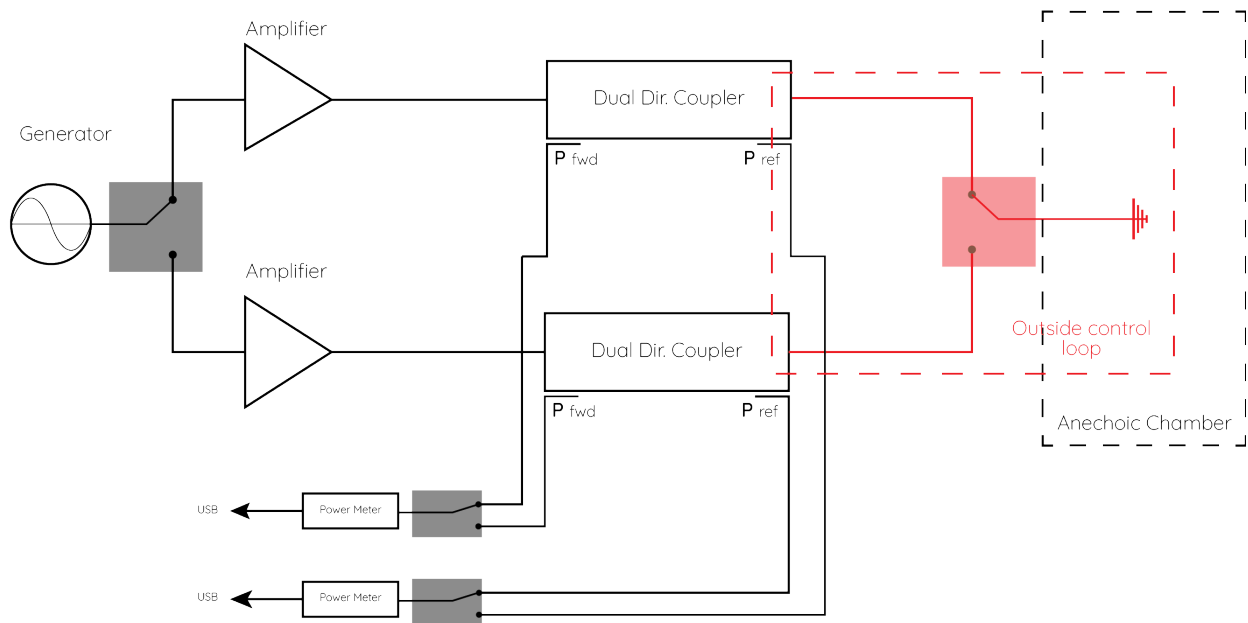 Amplifier
Generator
Dual Dir. Coupler
P fwd
P ref
Amplifier
Dual Dir. Coupler
Outside control
loop
P fwd
P ref
Anechoic Chamber
USB
Power Meter
USB
Power Meter